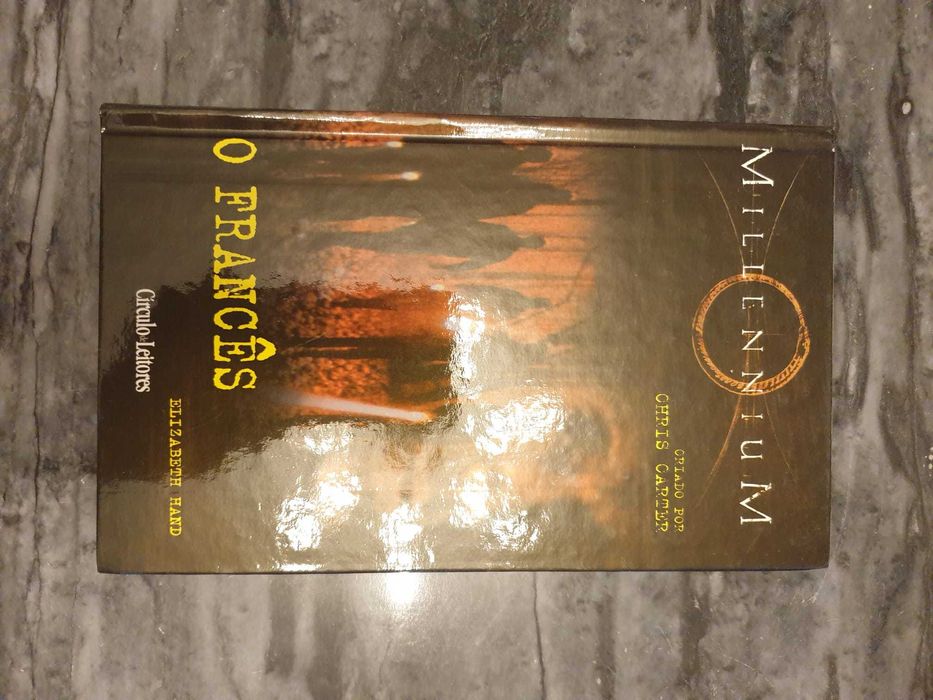 MILLENNIUM
CRIADO POR
CHRIS CARTER
O FRANCÊS
ELIZABETH HAND
Círculo de Leitores